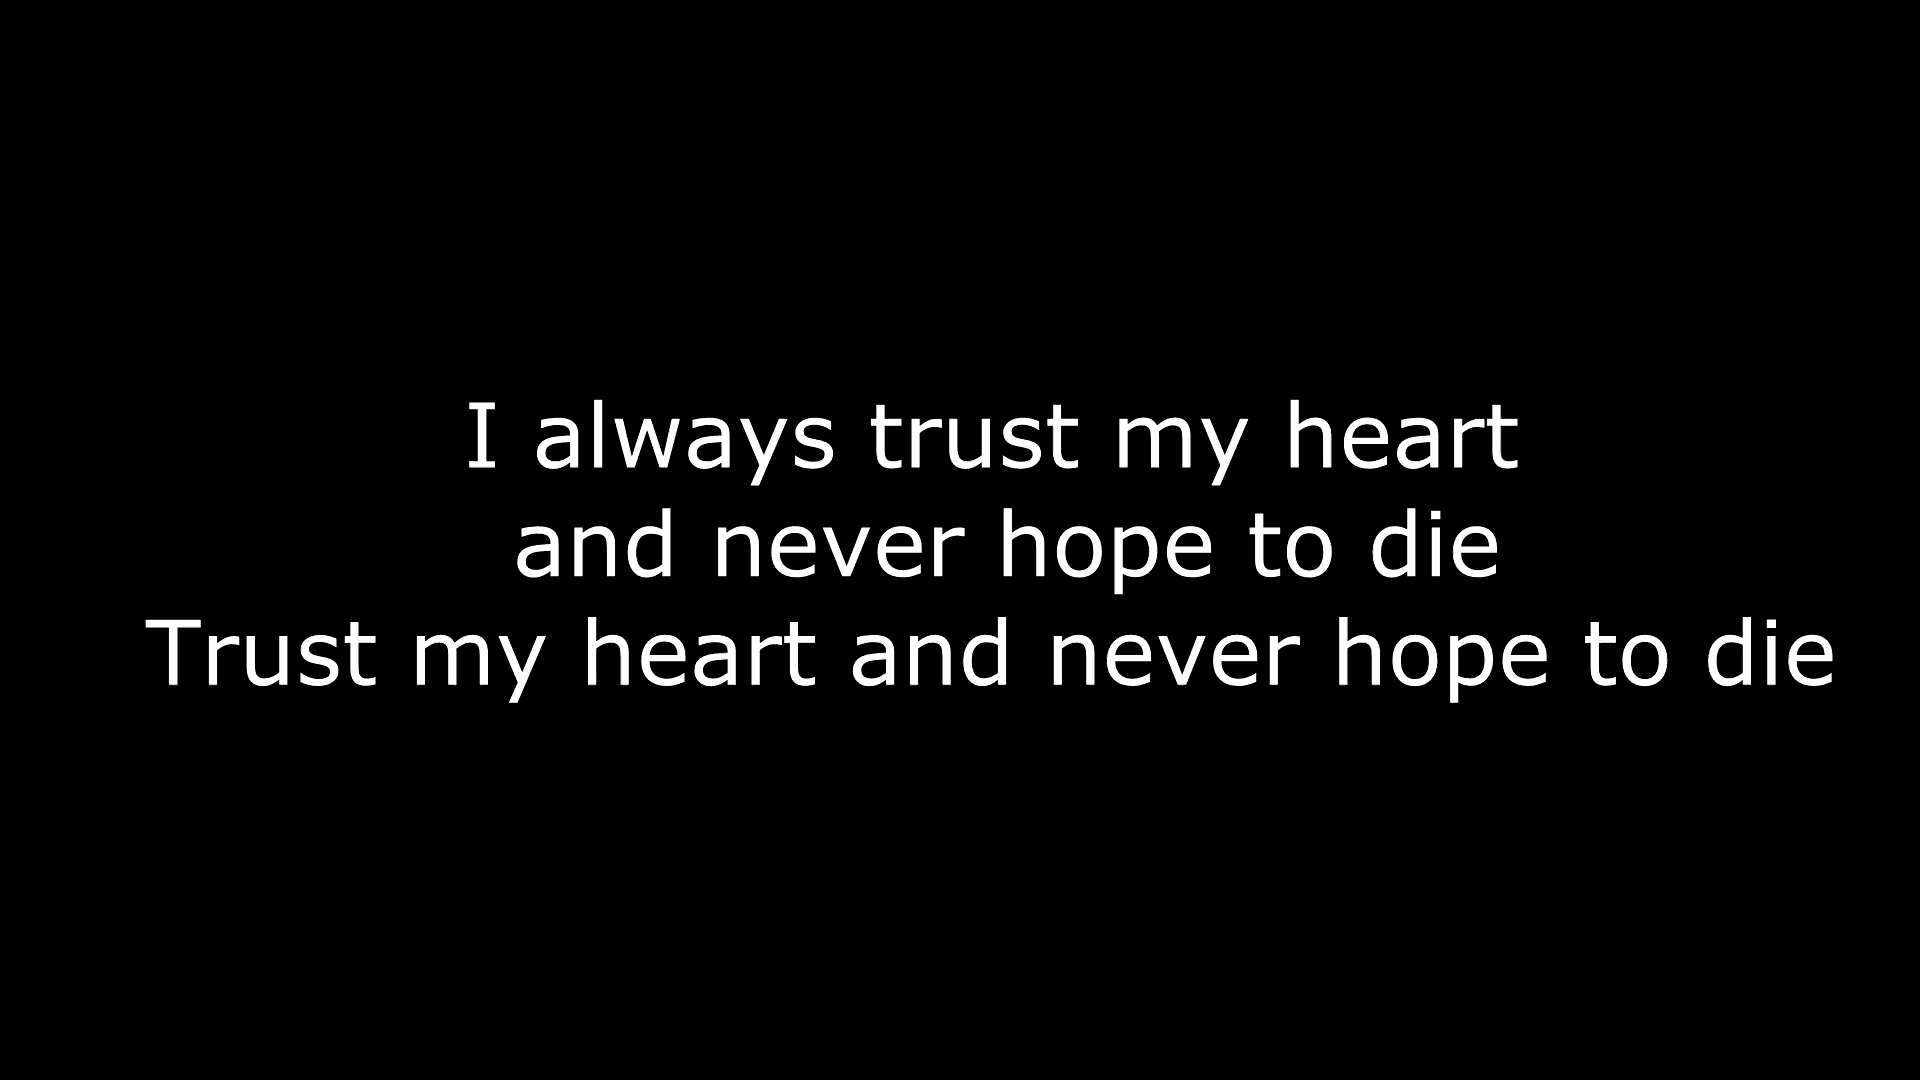 I always trust my heart
and never hope to die
Trust my heart and never hope to die